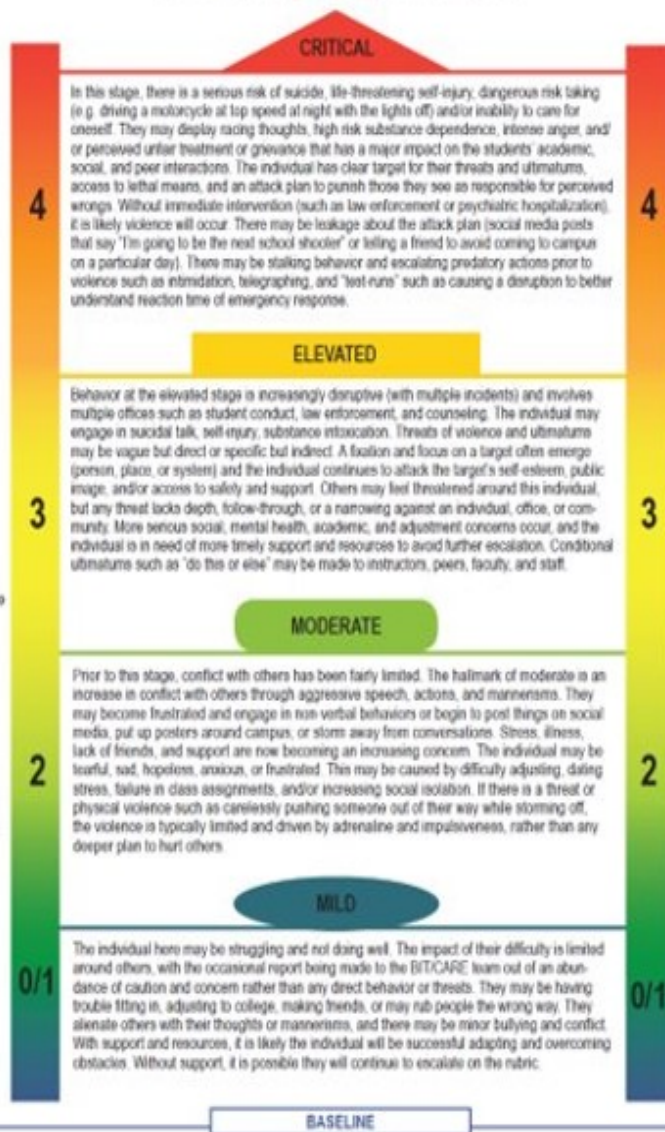 CRITICAL
In this stage, there is a serious risk of suicide, life-threatening self-injury, dangerous risk taking
(e.g. driving a motorcycle at top speed at night with the lights off) and/or inability to care for
oneself. They may display racing thoughts, high risk substance dependence, intense anger, and/
or perceived unfair treatment or grievance that has a major impact on the students' academic,
social, and peer interactions. The individual has clear target for their threats and ultimatums,
access to lethal means, and an attack plan to punish those they see as responsible for perceived
4
wrongs. Without immediate intervention (such as law enforcement or psychiatric hospitalization),
4
it is likely violence will occur. There may be leakage about the attack plan (social media posts
that say "I'm going to be the next school shooter" or telling a friend to avoid coming to campus
on a particular day). There may be stalking behavior and escalating predatory actions prior to
violence such as intimidation, telegraphing, and "test-runs" such as causing a disruption to better
understand reaction time of emergency response.
ELEVATED
Behavior at the elevated stage is increasingly disruptive (with multiple incidents) and involves
multiple offices such as student conduct, law enforcement, and counseling. The individual may
engage in suicidal talk, self-injury, substance intoxication. Threats of violence and ultimatums
may be vague but direct or specific but indirect. A fixation and focus on a target often emerge
(person, place, or system) and the individual continues to attack the target's self-esteem, public
image, and/or access to safety and support. Others may feel threatened around this individual,
3
but any threat lacks depth, follow-through, or a narrowing against an individual, office, or com-
3
munity. More serious social, mental health, academic, and adjustment concerns occur, and the
individual is in need of more timely support and resources to avoid further escalation. Conditional
ultimatums such as "do this or else" may be made to instructors, peers, faculty, and staff.
MODERATE
Prior to this stage, conflict with others has been fairly limited. The hallmark of moderate is an
increase in conflict with others through aggressive speech, actions, and mannerisms. They
may become frustrated and engage in non-verbal behaviors or begin to post things on social
media, put up posters around campus, or storm away from conversations. Stress, illness,
lack of friends, and support are now becoming an increasing concern. The individual may be
2
tearful, sad, hopeless, anxious, or frustrated. This may be caused by difficulty adjusting, dating
2
stress, failure in class assignments, and/or increasing social isolation. If there is a threat or
physical violence such as carelessly pushing someone out of their way while storming off,
the violence is typically limited and driven by adrenaline and impulsiveness, rather than any
deeper plan to hurt others.
MILD
The individual here may be struggling and not doing well. The impact of their difficulty is limited
around others, with the occasional report being made to the BIT/CARE team out of an abun-
0/1
dance of caution and concern rather than any direct behavior or threats. They may be having
0/1
trouble fitting in, adjusting to college, making friends, or may rub people the wrong way. They
alienate others with their thoughts or mannerisms, and there may be minor bullying and conflict.
With support and resources, it is likely the individual will be successful adapting and overcoming
obstacles. Without support, it is possible they will continue to escalate on the rubric.
BASELINE